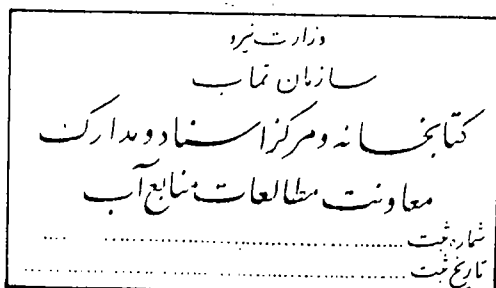 وزارت نیرو
سازمان تماب
کتابخانه و مرکز اسناد و مدارک
معاونت مطالعات منابع آب
شماره ثبت
تاریخ ثبت